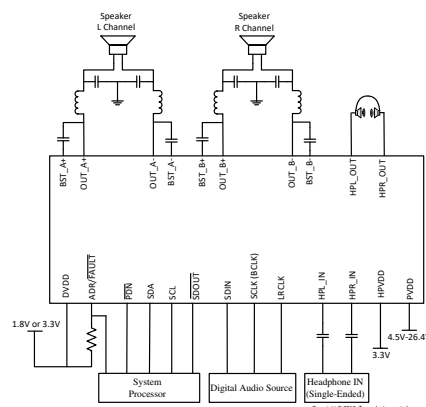 Speaker
L Channel
Speaker
R Channel
BST_A+
OUT_A+
OUT_A-
BST_A-
BST_B+
OUT_B+
OUT_B-
BST_B-
HPL_OUT
HPR_OUT
DVDD
ADR/FAULT
PDN
SDA
SCL
SDOUT
SDIN
SCLK (BCLK)
LRCLK
HPL_IN
HPR_IN
HPVDD
PVDD
1.8V or 3.3V
3.3V
4.5V-26.4
System
Processor
Digital Audio Source
Headphone IN
(Single-Ended)